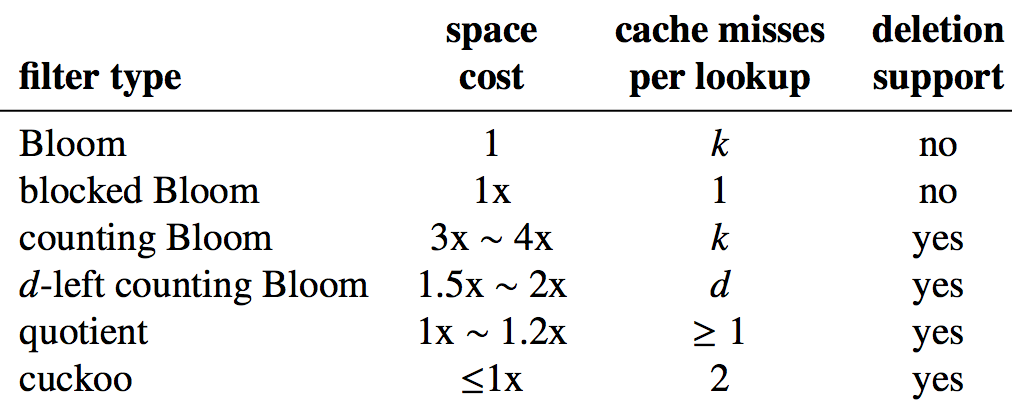 space cache misses deletion
filter type cost per lookup support
Bloom 1 k no
blocked Bloom 1x 1 no
counting Bloom 3x ~ 4x k yes
d-left counting Bloom 1.5x ~ 2x d yes
quotient 1x ~ 1.2x ≥ 1 yes
cuckoo ≤1x 2 yes